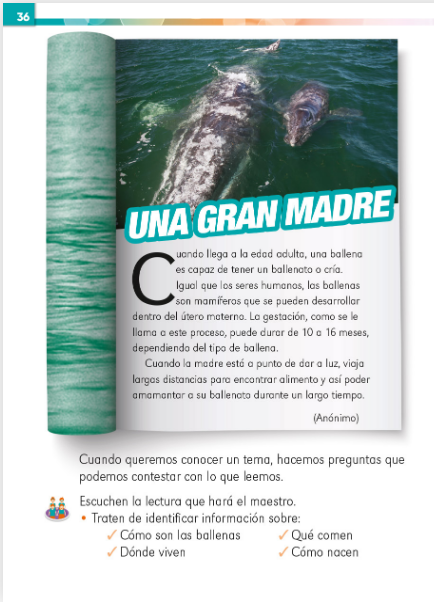 36
UNA GRAN MADRE
Cuando llega a la edad adulta, una ballena
es capaz de tener un ballenato o cría.
Igual que los seres humanos, las ballenas
son mamíferos que se pueden desarrollar
dentro del útero materno. La gestación, como se le
llama a este proceso, puede durar de 10 a 16 meses,
dependiendo del tipo de ballena.
Cuando la madre está a punto de dar a luz, viaja
largas distancias para encontrar alimento y así poder
amamantar a su ballenato durante un largo tiempo.
(Anónimo)
Cuando queremos conocer un tema, hacemos preguntas que
podemos contestar con lo que leemos.
Escuchen la lectura que hará el maestro.
• Traten de identificar información sobre:
✓ Cómo son las ballenas ✓ Qué comen
✓ Dónde viven ✓ Cómo nacen